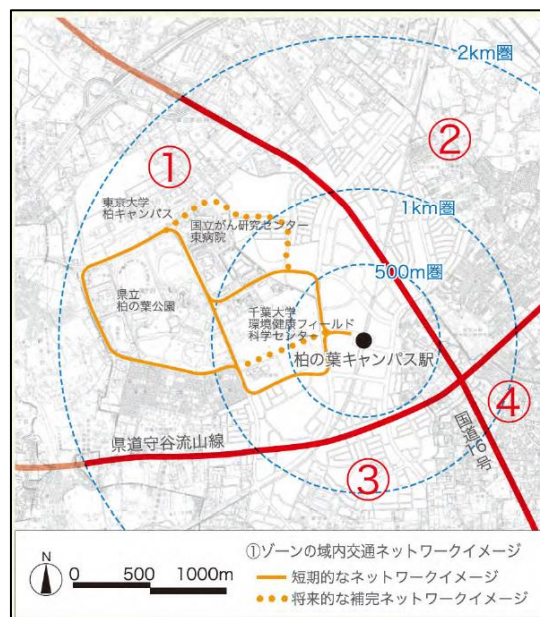 2km圏
②
①
東京大学
柏キャンパス
国立がん研究センター
東病院
1km圏
500m圏
県立
柏の葉公園
千葉大学
環境健康フィールド
科学センター
柏の葉キャンパス駅
県道守谷流山線
国道16号
④
③
①ゾーンの域内交通ネットワークイメージ
N
0 500 1000m
短期的なネットワークイメージ
将来的な補完ネットワークイメージ